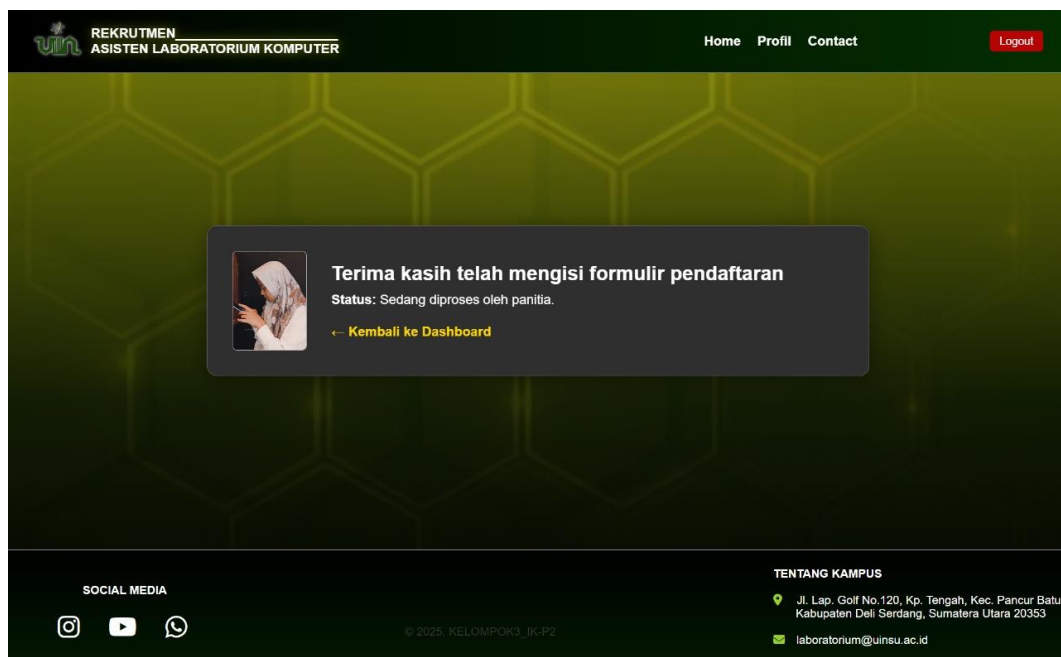 uin
REKRUTMEN
ASISTEN LABORATORIUM KOMPUTER
Home Profil Contact
Logout
Terima kasih telah mengisi formulir pendaftaran
Status: Sedang diproses oleh panitia.
← Kembali ke Dashboard
SOCIAL MEDIA
© 2025. KELOMPOK3_IK-P2
TENTANG KAMPUS
Jl. Lap. Golf No.120, Kp. Tengah, Kec. Pancur Batu
Kabupaten Deli Serdang, Sumatera Utara 20353
laboratorium@uinsu.ac.id